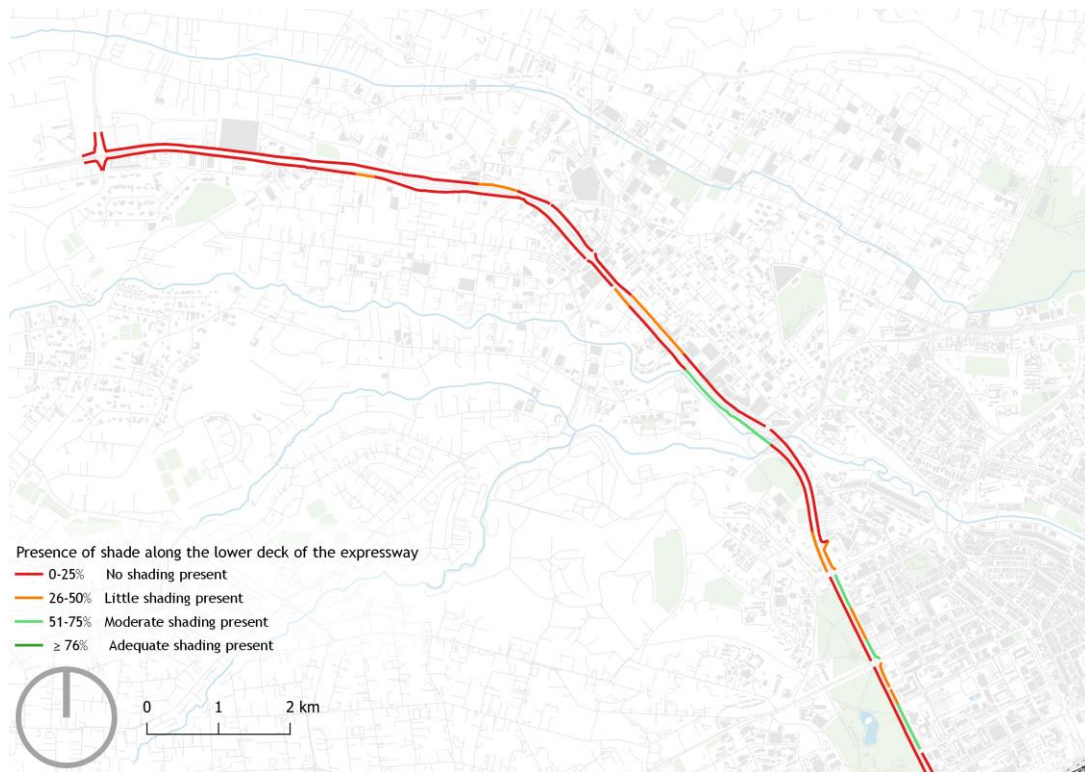 Presence of shade along the lower deck of the expressway
0-25% No shading present
26-50% Little shading present
51-75% Moderate shading present
≥ 76% Adequate shading present
0 1 2 km